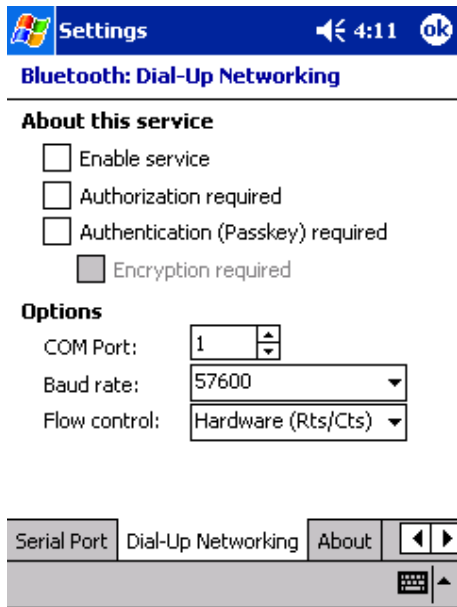 Settings 4:11 ok
Bluetooth: Dial-Up Networking
About this service
Enable service
Authorization required
Authentication (Passkey) required
Encryption required
Options
COM Port: 1
Baud rate: 57600
Flow control: Hardware (Rts/Cts)
Serial Port Dial-Up Networking About